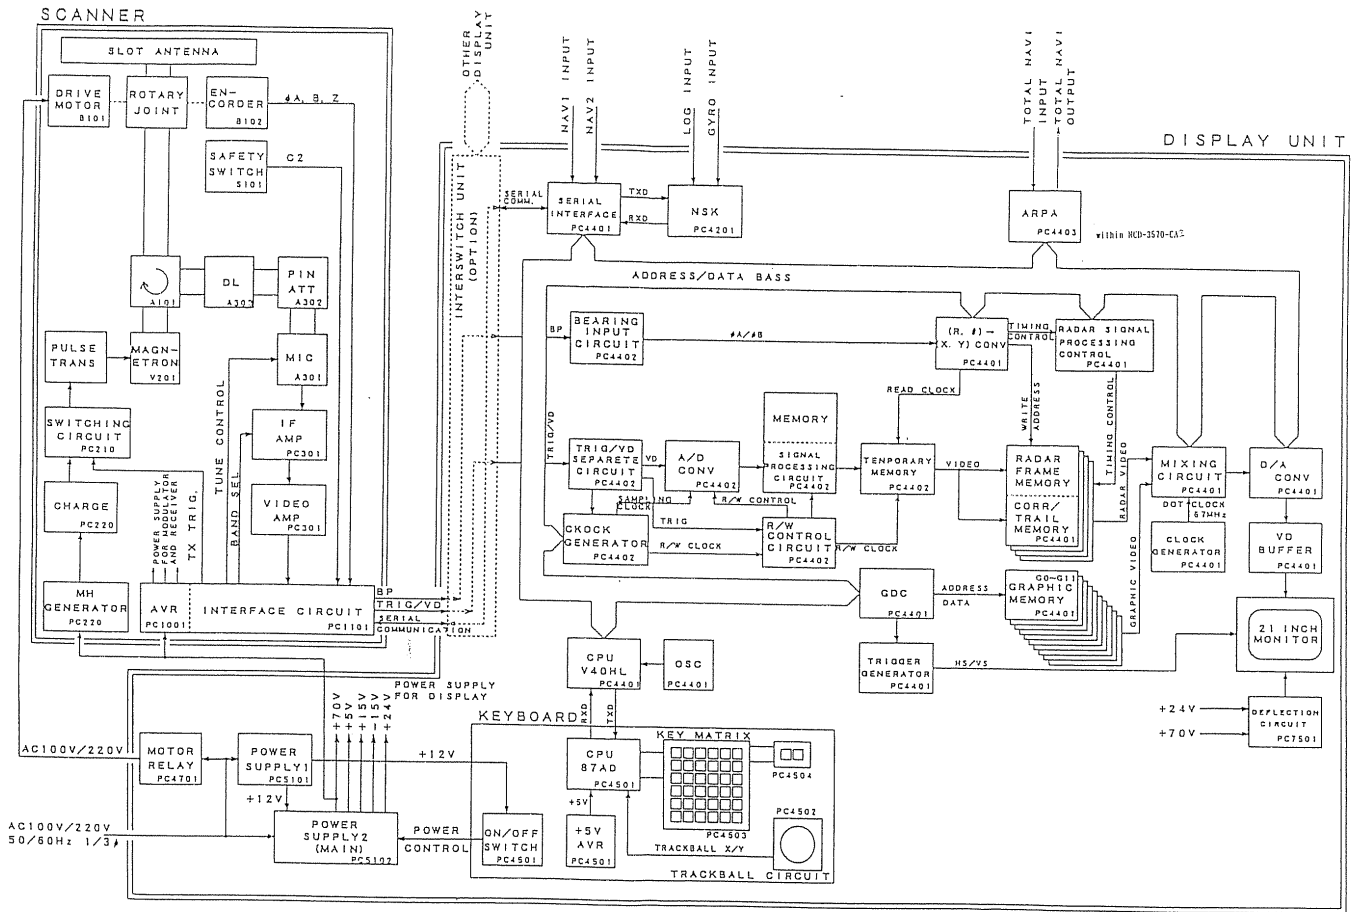 SCANNER
SLOT ANTENNA
DRIVE
MOTOR
B101
ROTARY
JOINT
EN-
CORDER
B102
φA, B, Z
SAFETY
SWITCH
S101
C2
A101
DL
A303
PIN
ATT
A302
PULSE
TRANS
MAGN-
ETRON
V201
MIC
A301
SWITCHING
CIRCUIT
PC210
TUNE CONTROL
IF
AMP
PC301
CHARGE
PC220
POWER SUPPLY
FOR MODULATOR
AND RECEIVER
TX TRIG.
BAND SEL
VIDEO
AMP
PC301
MH
GENERATOR
PC220
AVR
PC1001
INTERFACE CIRCUIT
PC1101
BP
TRIG/VD
SERIAL
COMMUNICATION
OTHER
DISPLAY
UNIT
INTERSWITCH UNIT
(OPTION)
NAV1 INPUT
NAV2 INPUT
LOG INPUT
GYRO INPUT
TOTAL NAVI
INPUT
TOTAL NAVI
OUTPUT
DISPLAY UNIT
SERIAL
COMM.
SERIAL
INTERFACE
PC4401
TXD
RXD
NSK
PC4201
ARPA
PC4403
within NCD-3570-CA2
ADDRESS/DATA BASS
BP
BEARING
INPUT
CIRCUIT
PC4402
φA/φB
(R, θ)→
(X, Y) CONV
PC4401
TIMING
CONTROL
RADAR SIGNAL
PROCESSING
CONTROL
PC4401
READ CLOCK
WRITE
ADDRESS
TIMING CONTROL
TRIG/VD
TRIG/VD
SEPARETE
CIRCUIT
PC4402
VD
A/D
CONV
PC4402
MEMORY
SIGNAL
PROCESSING
CIRCUIT
PC4402
TENPORARY
MEMORY
PC4402
VIDEO
RADAR
FRAME
MEMORY
CORR/
TRAIL
MEMORY
PC4401
RADAR VIDEO
MIXING
CIRCUIT
PC4401
D/A
CONV
PC4401
SAMPLING
CLOCK
R/W CONTROL
TRIG
CKOCK
GENERATOR
PC4402
R/W CLOCK
R/W
CONTROL
CIRCUIT
PC4402
R/W CLOCK
DOT CLOCK
67MHz
CLOCK
GENERATOR
PC4401
VD
BUFFER
PC4401
GDC
PC4401
ADDRESS
DATA
G0~G11
GRAPHIC
MEMORY
PC4401
GRAPHIC VIDEO
21 INCH
MONITOR
CPU
V40HL
PC4401
OSC
PC4401
TRIGGER
GENERATOR
PC4401
HS/VS
+24V
+70V
DEFLECTION
CIRCUIT
PC7501
POWER SUPPLY
FOR DISPLAY
+70V
+5V
+15V
-15V
+24V
RXD
TXD
KEYBOARD
AC100V/220V
MOTOR
RELAY
PC4701
POWER
SUPPLY1
PC5101
+12V
+12V
CPU
87AD
PC4501
KEY MATRIX
PC4503
PC4504
AC100V/220V
50/60Hz 1/3φ
POWER
SUPPLY2
(MAIN)
PC5102
POWER
CONTROL
ON/OFF
SWITCH
PC4501
+5V
+5V
AVR
PC4501
TRACKBALL X/Y
PC4502
TRACKBALL CIRCUIT